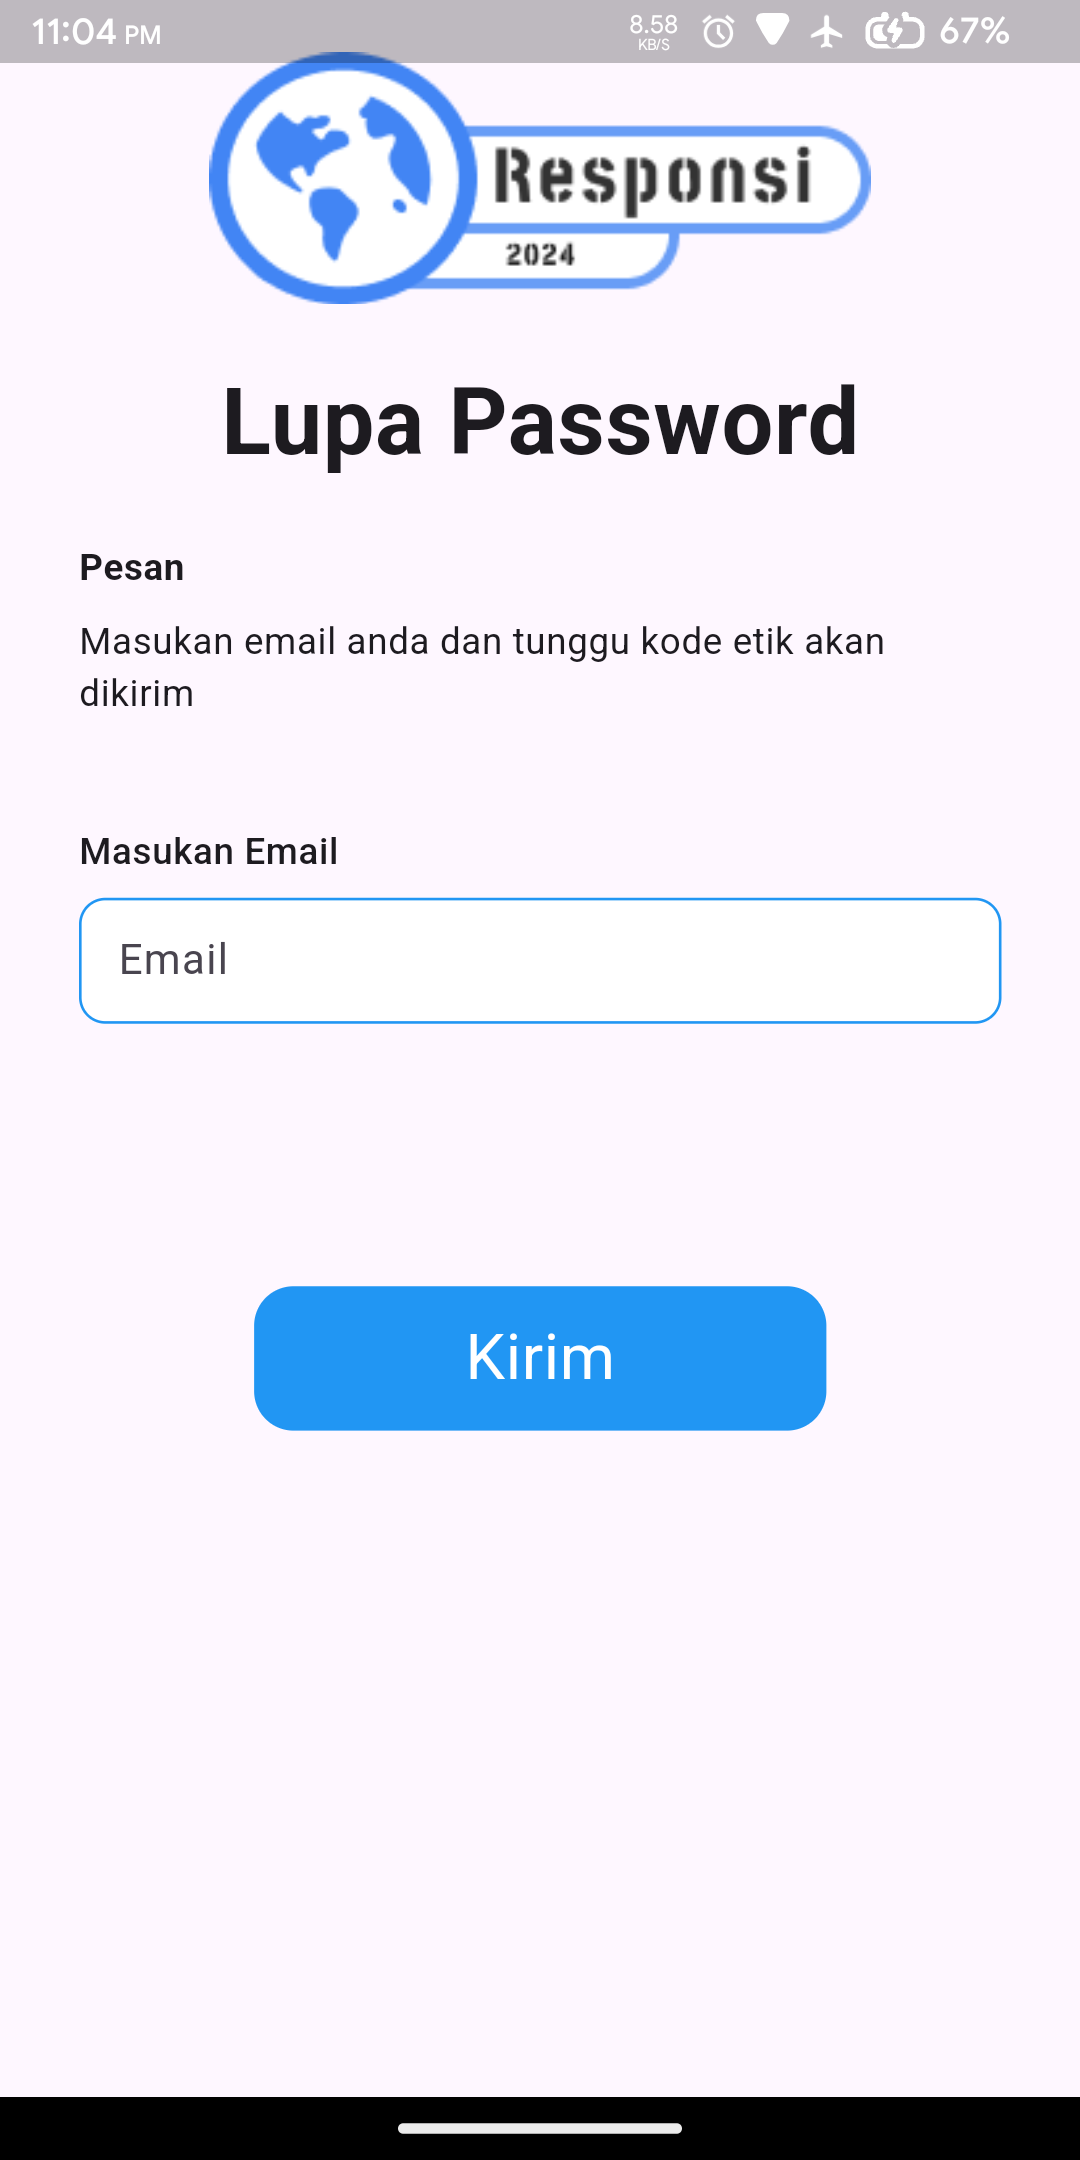 11:04 PM 8.58 KB/S 67%
Responsi
2024
Lupa Password
Pesan
Masukan email anda dan tunggu kode etik akan
dikirim
Masukan Email
Email
Kirim